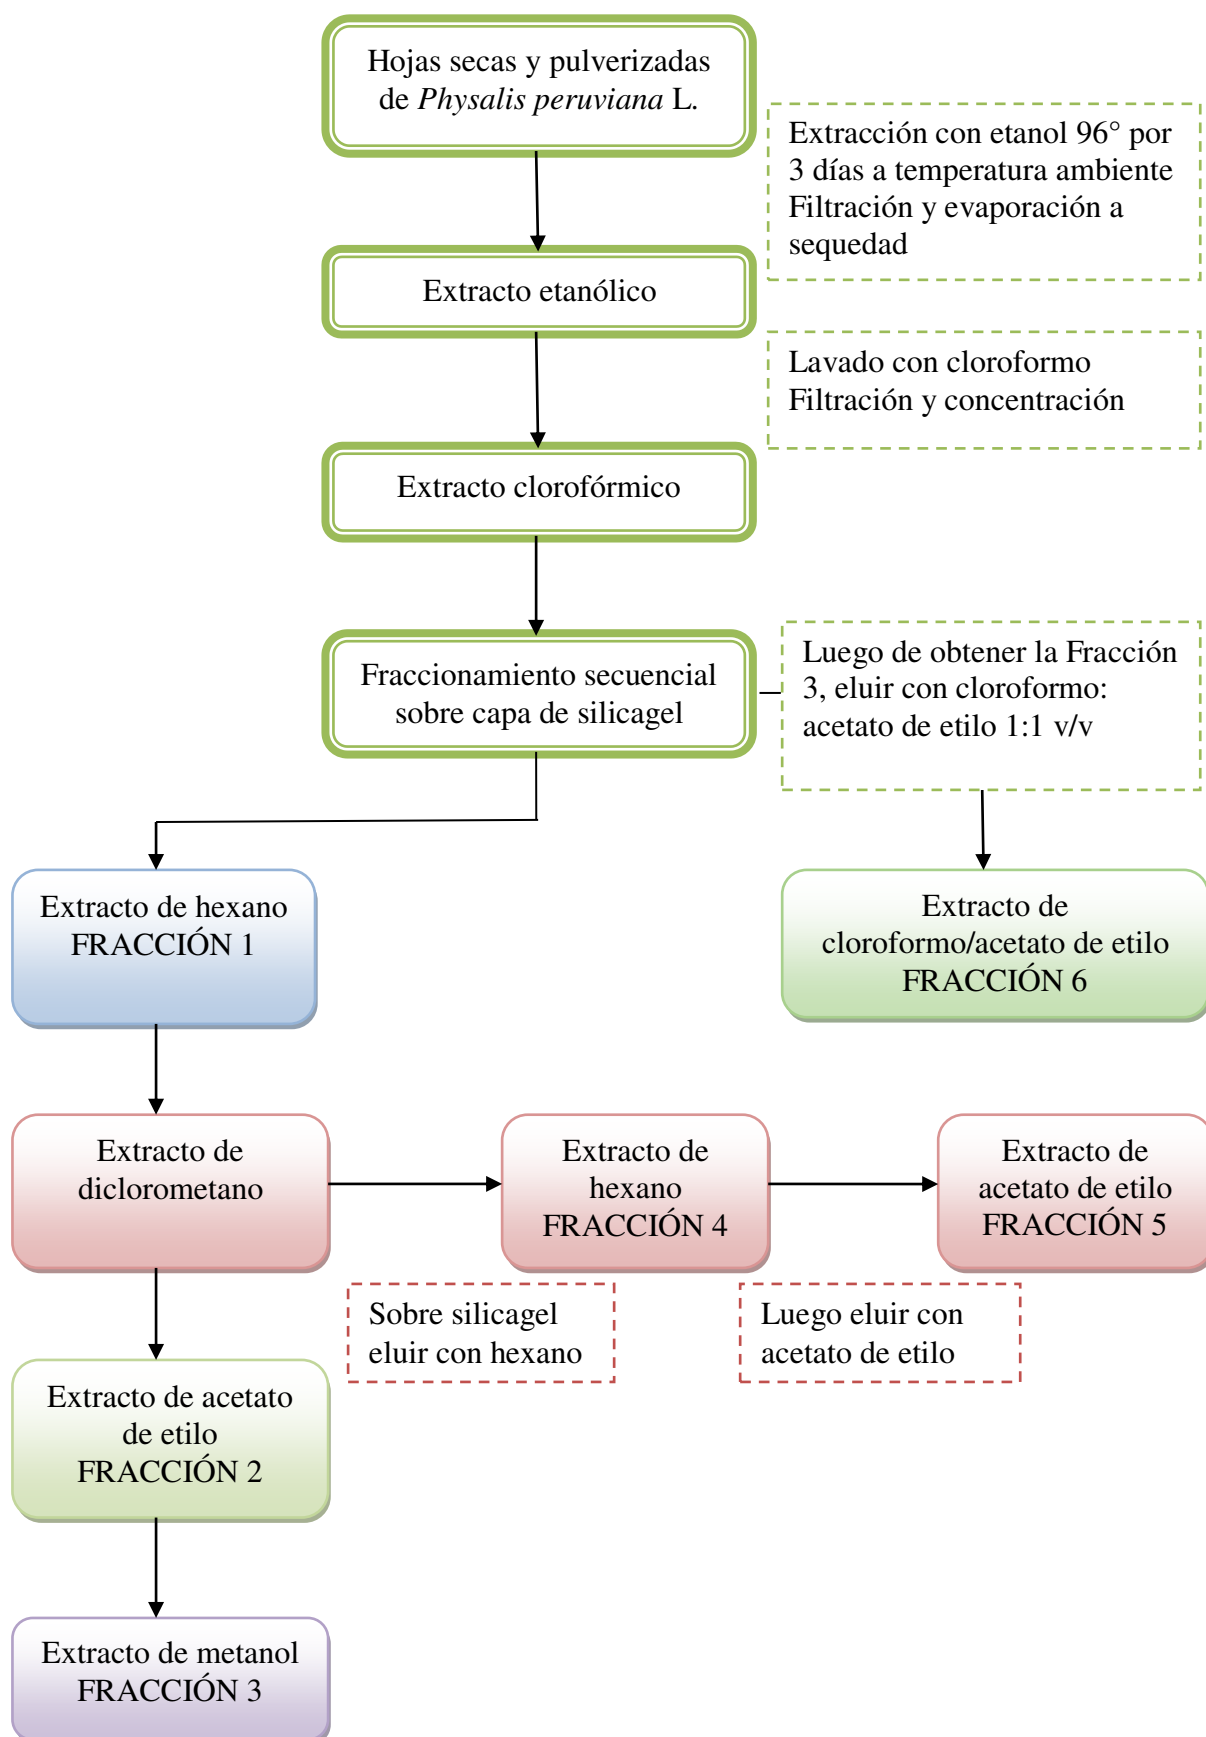 Hojas secas y pulverizadas
de Physalis peruviana L.
Extracción con etanol 96° por
3 días a temperatura ambiente
Filtración y evaporación a
sequedad
Extracto etanólico
Lavado con cloroformo
Filtración y concentración
Extracto clorofórmico
Fraccionamiento secuencial
sobre capa de silicagel
Luego de obtener la Fracción
3, eluir con cloroformo:
acetato de etilo 1:1 v/v
Extracto de hexano
FRACCIÓN 1
Extracto de
cloroformo/acetato de etilo
FRACCIÓN 6
Extracto de
diclorometano
Extracto de
hexano
FRACCIÓN 4
Extracto de
acetato de etilo
FRACCIÓN 5
Sobre silicagel
eluir con hexano
Luego eluir con
acetato de etilo
Extracto de acetato
de etilo
FRACCIÓN 2
Extracto de metanol
FRACCIÓN 3